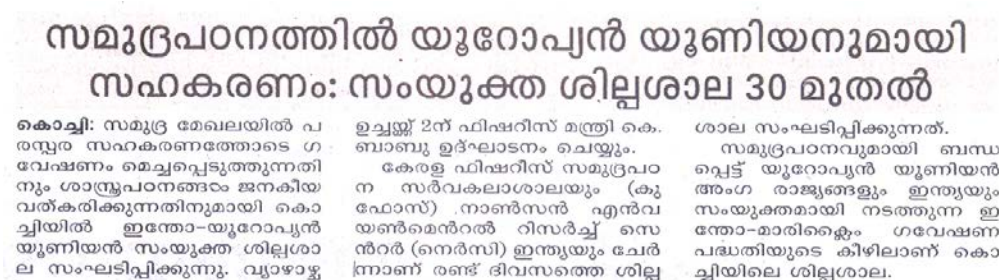 സമുദ്രപഠനത്തിൽ യൂറോപ്യൻ യൂണിയനുമായി
സഹകരണം: സംയുക്ത ശില്പശാല 30 മുതൽ
കൊച്ചി: സമുദ്ര മേഖലയിൽ പ
രസ്പര സഹകരണത്തോടെ ഗ
വേഷണം മെച്ചപ്പെടുത്തുന്നതി
നും ശാസ്ത്രപഠനങ്ങൾ ജനകീയ
വത്കരിക്കുന്നതിനുമായി കൊ
ച്ചിയിൽ ഇന്തോ-യൂറോപ്യൻ
യൂണിയൻ സംയുക്ത ശില്പശാ
ല സംഘടിപ്പിക്കുന്നു. വ്യാഴാഴ്ച
ഉച്ചയ്ക്ക് 2ന് ഫിഷറീസ് മന്ത്രി കെ.
ബാബു ഉദ്ഘാടനം ചെയ്യും.
കേരള ഫിഷറീസ് സമുദ്രപഠ
ന സർവകലാശാലയും (കു
ഫോസ്) നാൺസൻ എൻവ
യൺമെൻറൽ റിസർച്ച് സെ
ൻറർ (നെർസി) ഇന്ത്യയും ചേർ
ന്നാണ് രണ്ട് ദിവസത്തെ ശില്പ
ശാല സംഘടിപ്പിക്കുന്നത്.
സമുദ്രപഠനവുമായി ബന്ധ
പ്പെട്ട് യൂറോപ്യൻ യൂണിയൻ
അംഗ രാജ്യങ്ങളും ഇന്ത്യയും
സംയുക്തമായി നടത്തുന്ന ഇ
ന്തോ-മാരിക്ലൈം ഗവേഷണ
പദ്ധതിയുടെ കീഴിലാണ് കൊ
ച്ചിയിലെ ശില്പശാല.